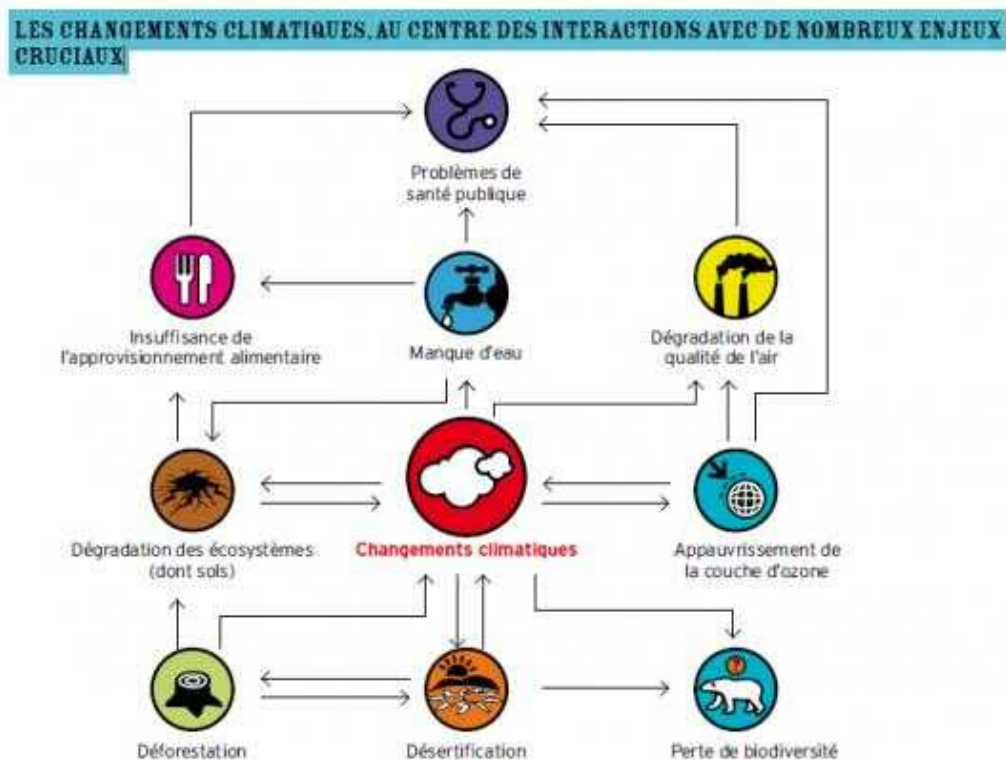 LES CHANGEMENTS CLIMATIQUES, AU CENTRE DES INTERACTIONS AVEC DE NOMBREUX ENJEUX
CRUCIAUX
Problèmes de
santé publique
Insuffisance de
l'approvisionnement alimentaire
Manque d'eau
Dégradation de la
qualité de l'air
Dégradation des écosystèmes
(dont sols)
Changements climatiques
Appauvrissement de
la couche d'ozone
?
Déforestation
Désertification
Perte de biodiversité